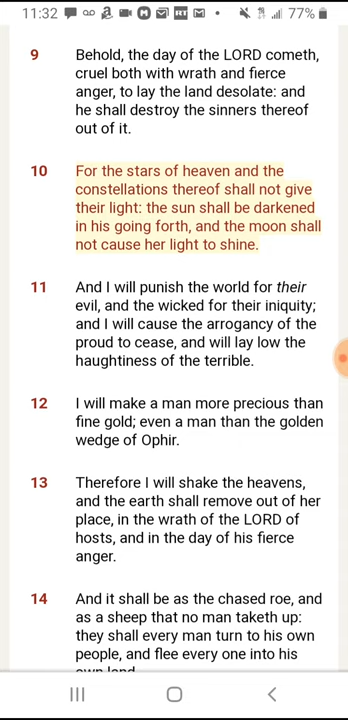 11:32
77%
9 Behold, the day of the LORD cometh,
cruel both with wrath and fierce
anger, to lay the land desolate: and
he shall destroy the sinners thereof
out of it.
10 For the stars of heaven and the
constellations thereof shall not give
their light: the sun shall be darkened
in his going forth, and the moon shall
not cause her light to shine.
11 And I will punish the world for their
evil, and the wicked for their iniquity;
and I will cause the arrogancy of the
proud to cease, and will lay low the
haughtiness of the terrible.
12 I will make a man more precious than
fine gold; even a man than the golden
wedge of Ophir.
13 Therefore I will shake the heavens,
and the earth shall remove out of her
place, in the wrath of the LORD of
hosts, and in the day of his fierce
anger.
14 And it shall be as the chased roe, and
as a sheep that no man taketh up:
they shall every man turn to his own
people, and flee every one into his
own land